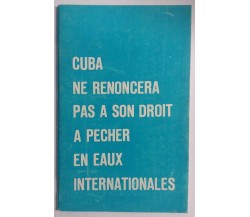 CUBA
NE RENONCERA
PAS A SON DROIT
A PECHER
EN EAUX
INTERNATIONALES